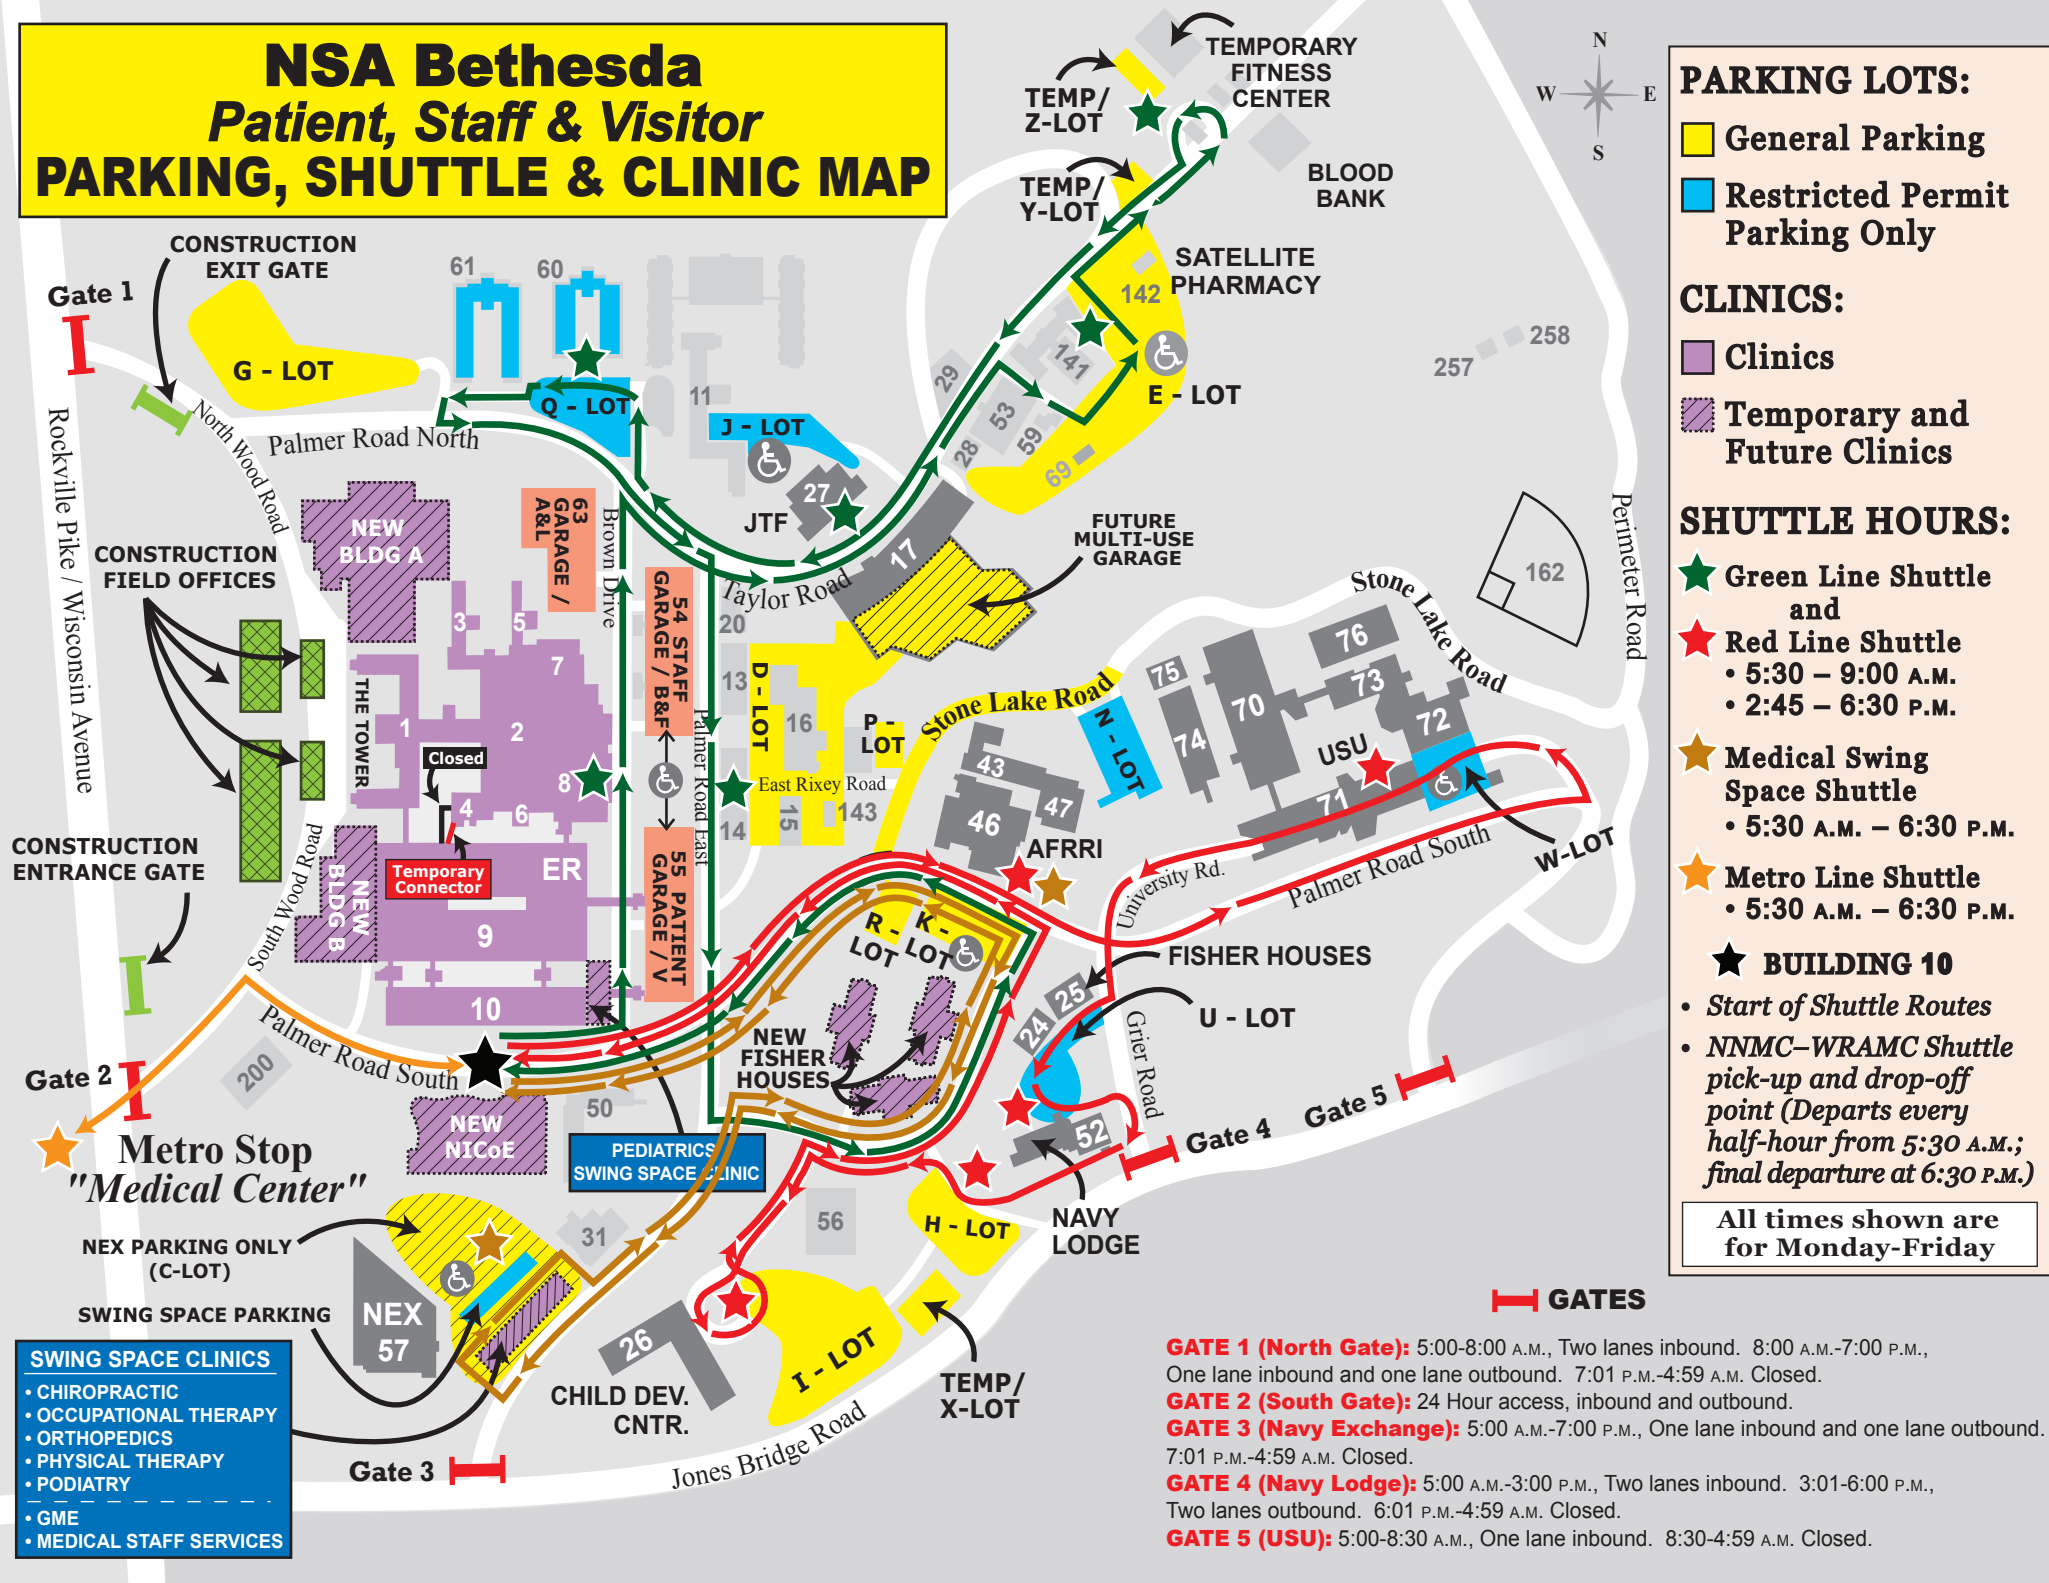 NSA Bethesda
Patient, Staff & Visitor
PARKING, SHUTTLE & CLINIC MAP
TEMPORARY
FITNESS
CENTER
TEMP/
Z-LOT
BLOOD
BANK
TEMP/
Y-LOT
SATELLITE
PHARMACY
142
141
E - LOT
N
W
E
S
257
258
CONSTRUCTION
EXIT GATE
Gate 1
G - LOT
61
60
Q - LOT
11
J - LOT
29
53
59
28
69
27
JTF
17
North Wood Road
Palmer Road North
Rockville Pike / Wisconsin Avenue
NEW
BLDG A
63
GARAGE /
A&L
Brown Drive
Taylor Road
FUTURE
MULTI-USE
GARAGE
CONSTRUCTION
FIELD OFFICES
3
5
7
1
2
8
4
6
THE TOWER
Closed
Temporary
Connector
ER
54 STAFF
GARAGE / B&F
55 PATIENT
GARAGE / V
Palmer Road East
20
13
D - LOT
16
P -
LOT
East Rixey Road
14
15
143
Stone Lake Road
N - LOT
Stone Lake Road
162
Perimeter Road
75
74
70
76
73
72
USU
71
43
46
47
AFRRI
W-LOT
University Rd.
Palmer Road South
CONSTRUCTION
ENTRANCE GATE
South Wood Road
NEW
BLDG B
9
10
R -
LOT
K -
LOT
FISHER HOUSES
25
24
U - LOT
Grier Road
NEW
FISHER
HOUSES
Palmer Road South
200
Gate 2
Metro Stop
"Medical Center"
NEW
NICoE
50
PEDIATRICS
SWING SPACE CLINIC
52
Gate 4
Gate 5
NAVY
LODGE
H - LOT
56
31
NEX PARKING ONLY
(C-LOT)
SWING SPACE PARKING
NEX
57
26
CHILD DEV.
CNTR.
I - LOT
TEMP/
X-LOT
Gate 3
Jones Bridge Road
SWING SPACE CLINICS
• CHIROPRACTIC
• OCCUPATIONAL THERAPY
• ORTHOPEDICS
• PHYSICAL THERAPY
• PODIATRY
• GME
• MEDICAL STAFF SERVICES
PARKING LOTS:
General Parking
Restricted Permit
Parking Only
CLINICS:
Clinics
Temporary and
Future Clinics
SHUTTLE HOURS:
Green Line Shuttle
and
Red Line Shuttle
• 5:30 – 9:00 A.M.
• 2:45 – 6:30 P.M.
Medical Swing
Space Shuttle
• 5:30 A.M. – 6:30 P.M.
Metro Line Shuttle
• 5:30 A.M. – 6:30 P.M.
BUILDING 10
• Start of Shuttle Routes
• NNMC–WRAMC Shuttle
pick-up and drop-off
point (Departs every
half-hour from 5:30 A.M.;
final departure at 6:30 P.M.)
All times shown are
for Monday-Friday
GATES
GATE 1 (North Gate): 5:00-8:00 A.M., Two lanes inbound. 8:00 A.M.-7:00 P.M.,
One lane inbound and one lane outbound. 7:01 P.M.-4:59 A.M. Closed.
GATE 2 (South Gate): 24 Hour access, inbound and outbound.
GATE 3 (Navy Exchange): 5:00 A.M.-7:00 P.M., One lane inbound and one lane outbound.
7:01 P.M.-4:59 A.M. Closed.
GATE 4 (Navy Lodge): 5:00 A.M.-3:00 P.M., Two lanes inbound. 3:01-6:00 P.M.,
Two lanes outbound. 6:01 P.M.-4:59 A.M. Closed.
GATE 5 (USU): 5:00-8:30 A.M., One lane inbound. 8:30-4:59 A.M. Closed.